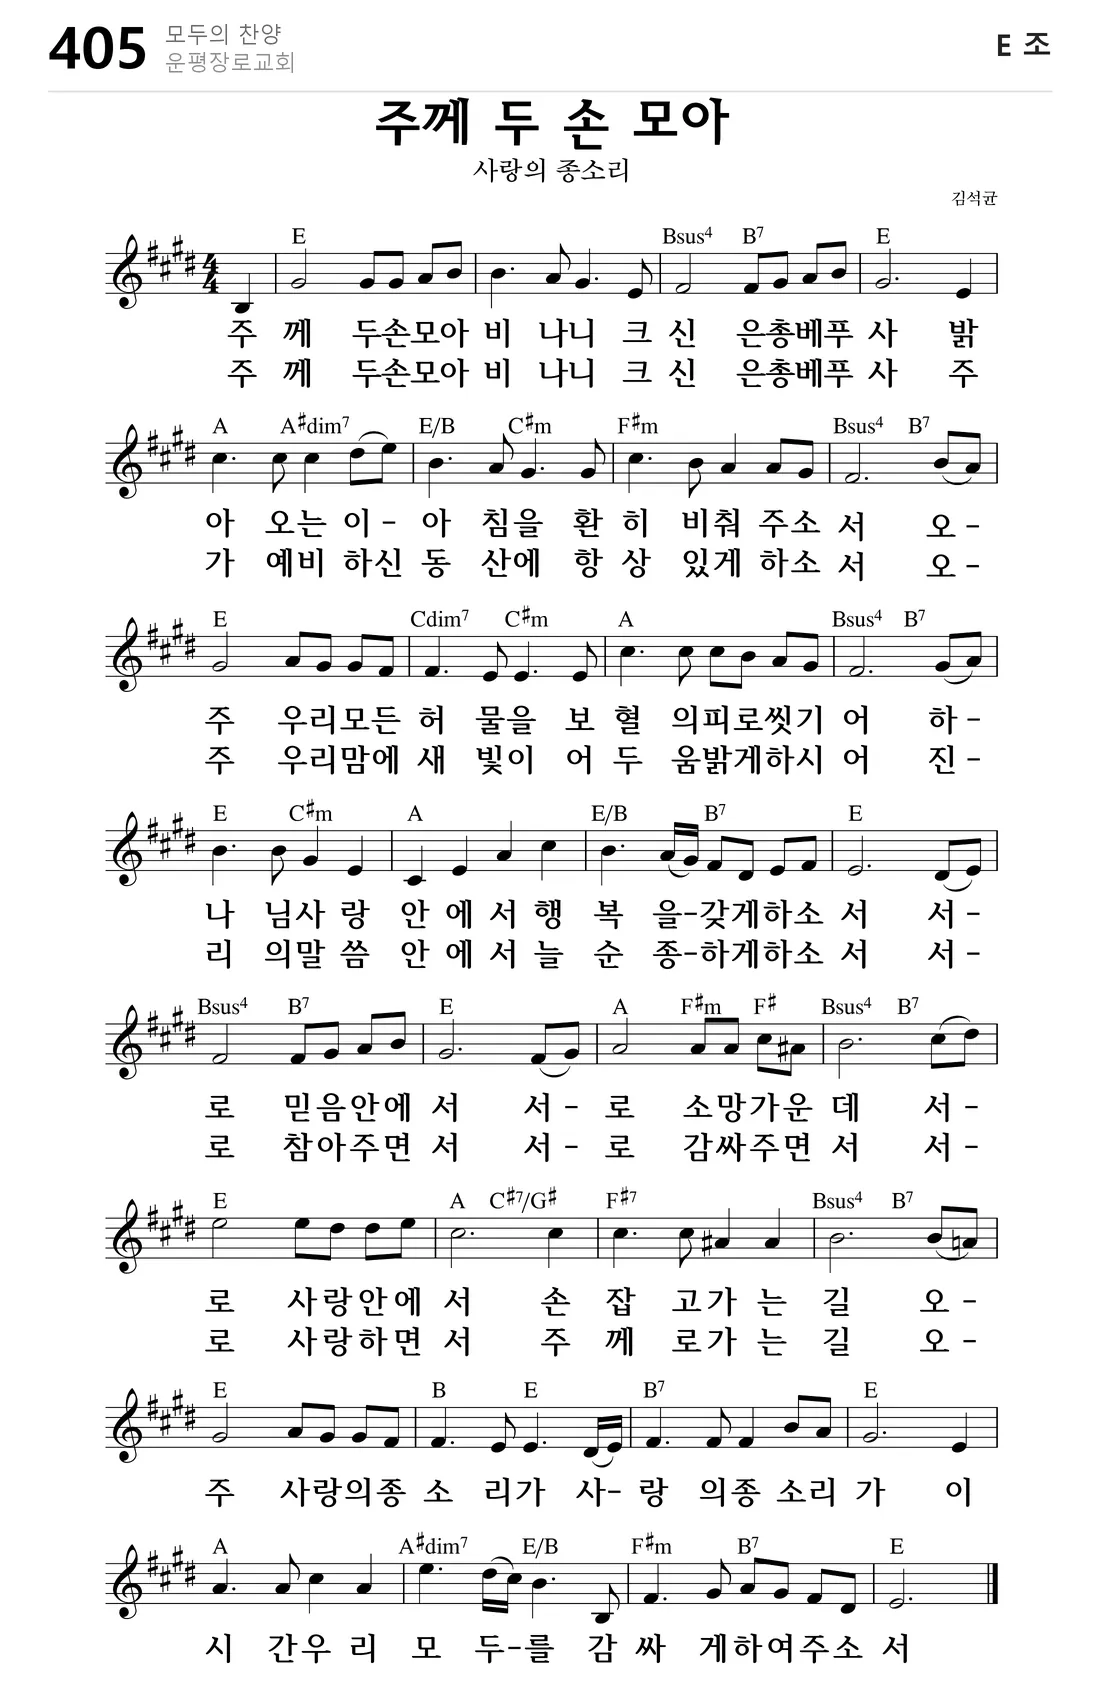 405 모두의 찬양
운평장로교회
E 조
주께 두 손 모아
사랑의 종소리
김석균
E Bsus4 B7 E
주 께 두손모아 비 나니 크 신 은총베푸 사 밝
주 께 두손모아 비 나니 크 신 은총베푸 사 주
A A#dim7 E/B C#m F#m Bsus4 B7
아 오는 이- 아 침을 환 히 비춰 주소 서 오-
가 예비 하신 동 산에 항 상 있게 하소 서 오-
E Cdim7 C#m A Bsus4 B7
주 우리모든 허 물을 보 혈 의피로씻기 어 하-
주 우리맘에 새 빛이 어 두 움밝게하시 어 진-
E C#m A E/B B7 E
나 님사 랑 안 에 서 행 복 을-갖게하소 서 서-
리 의말 씀 안 에 서 늘 순 종-하게하소 서 서-
Bsus4 B7 E A F#m F# Bsus4 B7
로 믿음안에 서 서- 로 소망가운 데 서-
로 참아주면 서 서- 로 감싸주면 서 서-
E A C#7/G# F#7 Bsus4 B7
로 사랑안에 서 손 잡 고가 는 길 오-
로 사랑하면 서 주 께 로가 는 길 오-
E B E B7 E
주 사랑의종 소 리가 사- 랑 의종 소리 가 이
A A#dim7 E/B F#m B7 E
시 간우 리 모 두-를 감 싸 게하여주소 서